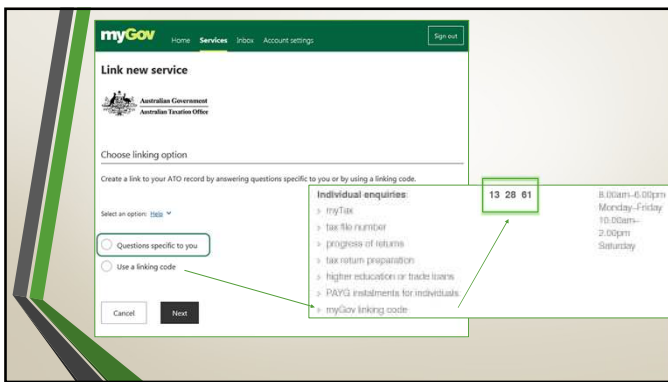 myGov Home Services Inbox Account settings Sign out
Link new service
Australian Government
Australian Taxation Office
Choose linking option
Create a link to your ATO record by answering questions specific to you or by using a linking code.
Select an option: Help
Questions specific to you
Use a linking code
Cancel Next
Individual enquiries 13 28 61 8.00am–6.00pm
» myTax Monday–Friday
» tax file number 10.00am–
» progress of returns 2.00pm
» tax return preparation Saturday
» higher education or trade loans
» PAYG instalments for individuals
» myGov linking code